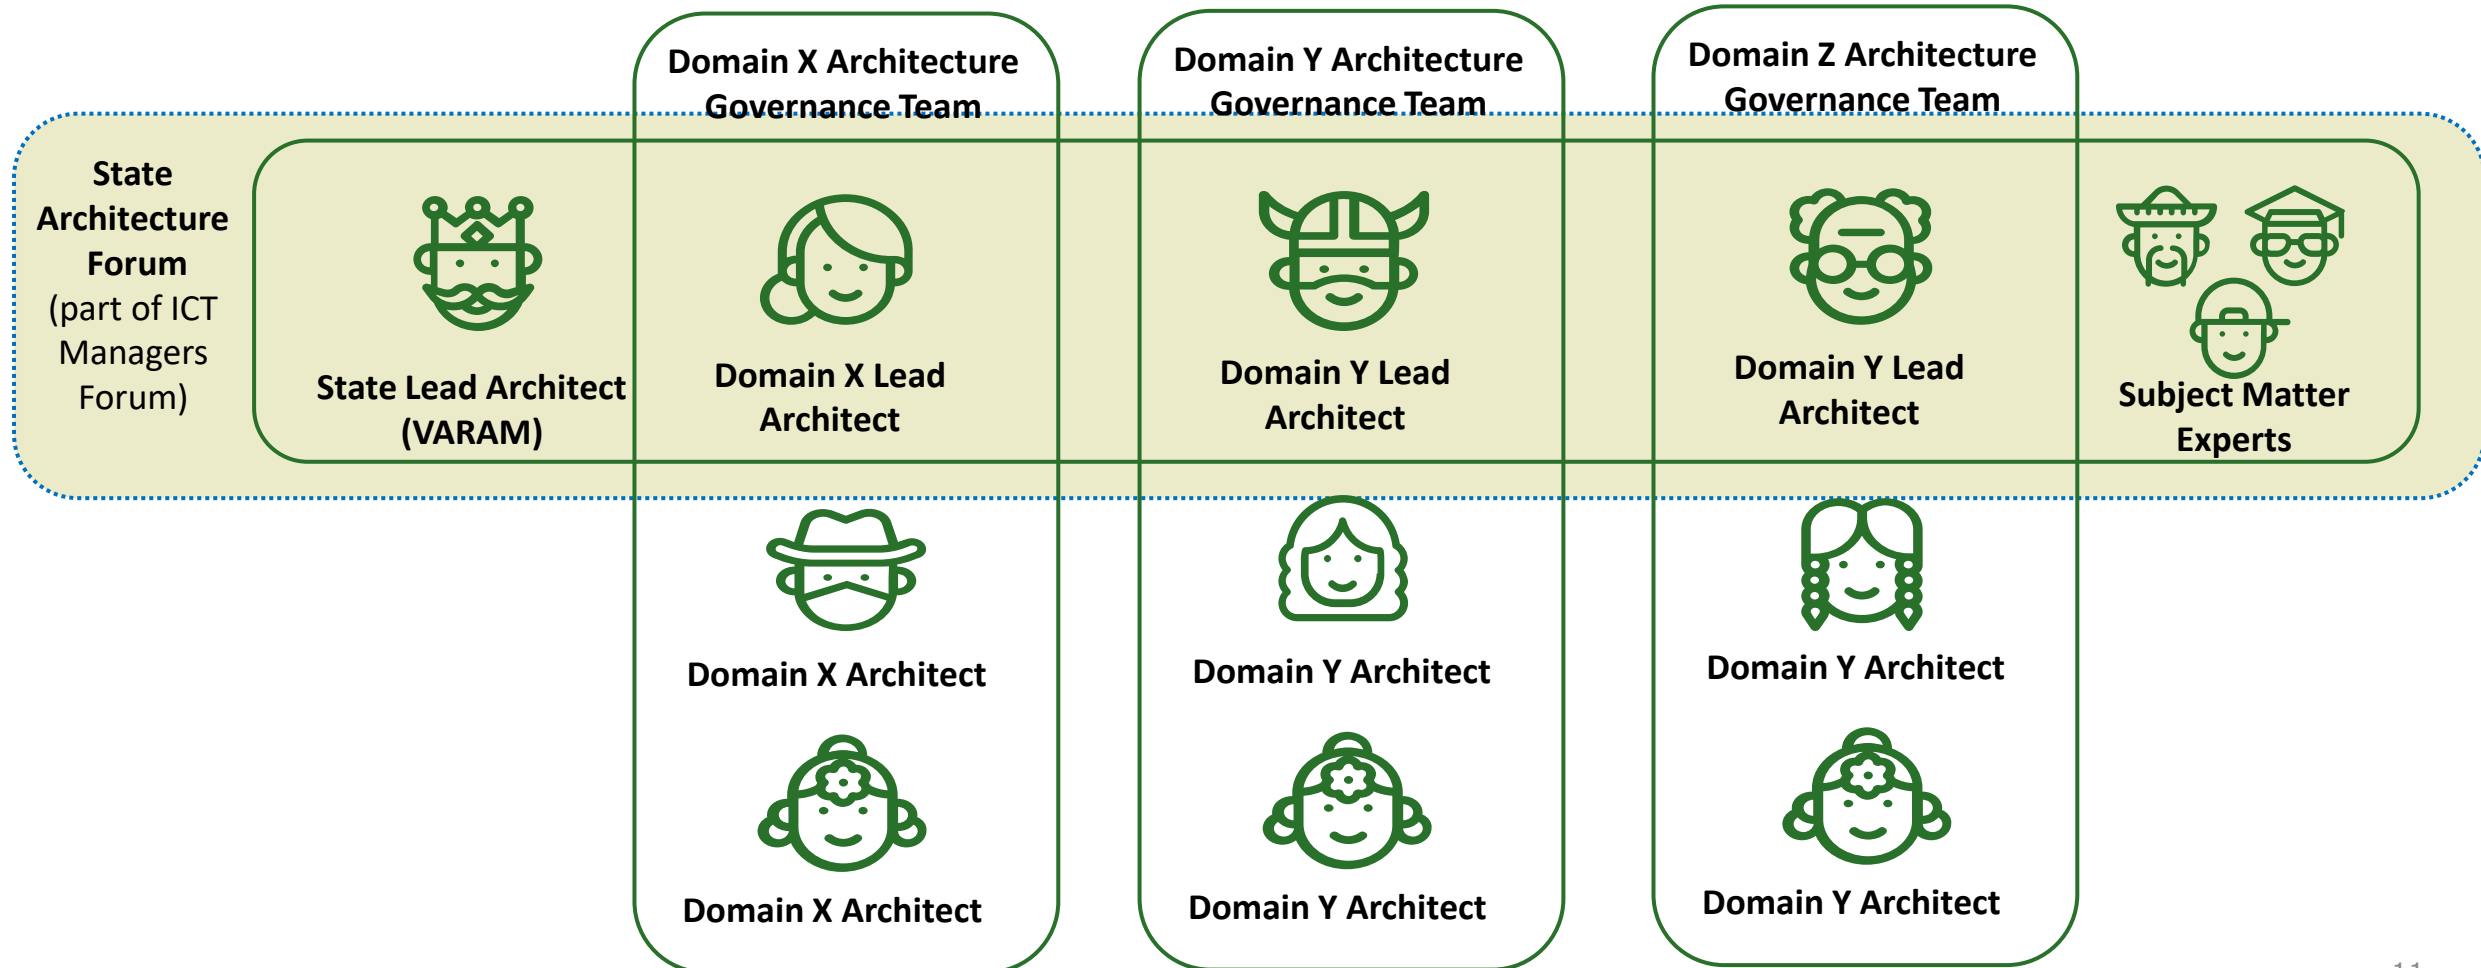 Domain X Architecture
Governance Team
Domain Y Architecture
Governance Team
Domain Z Architecture
Governance Team
State
Architecture
Forum
(part of ICT
Managers
Forum)
State Lead Architect
(VARAM)
Domain X Lead
Architect
Domain Y Lead
Architect
Domain Y Lead
Architect
Subject Matter
Experts
Domain X Architect
Domain Y Architect
Domain Y Architect
Domain X Architect
Domain Y Architect
Domain Y Architect